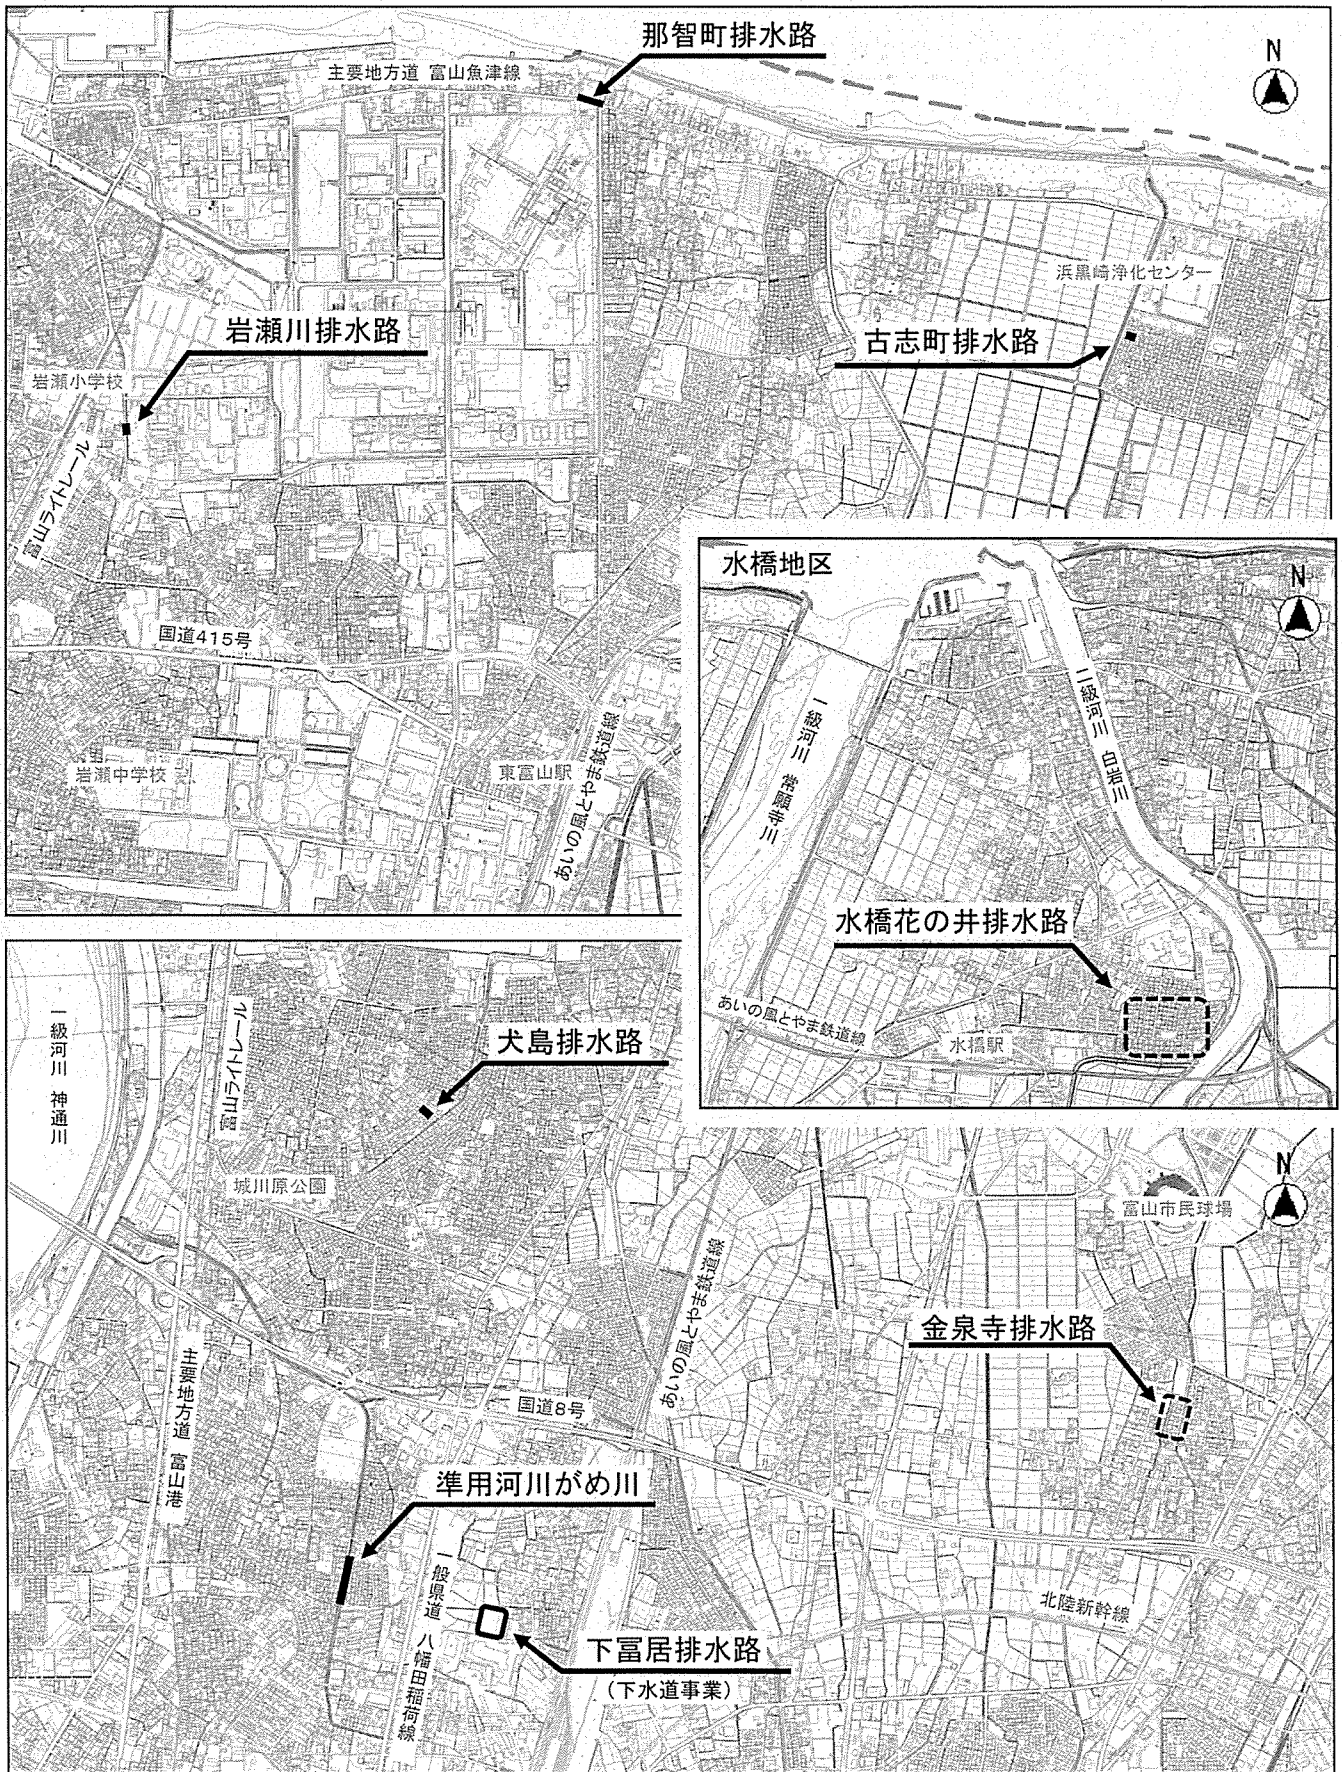 那智町排水路
主要地方道 富山魚津線
N
浜黒崎浄化センター
岩瀬川排水路
古志町排水路
岩瀬小学校
富山ライトレール
国道415号
岩瀬中学校
東富山駅
あいの風とやま鉄道線
水橋地区
N
一級河川 常願寺川
二級河川 白岩川
水橋花の井排水路
あいの風とやま鉄道線
水橋駅
一級河川 神通川
富山ライトレール
犬島排水路
城川原公園
N
富山市民球場
あいの風とやま鉄道線
金泉寺排水路
主要地方道 富山港
国道8号
準用河川がめ川
一般県道 八幡田稲荷線
北陸新幹線
下冨居排水路
(下水道事業)